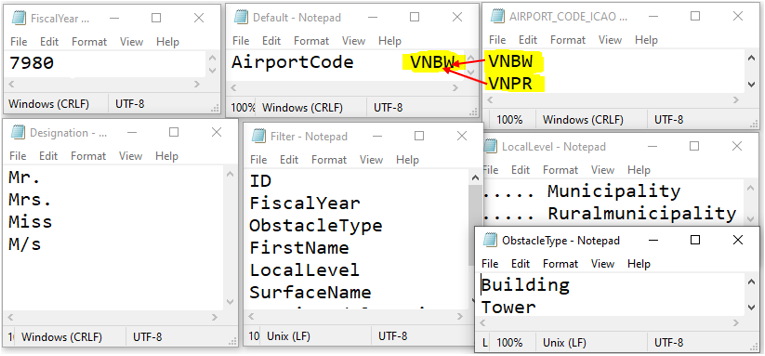 FiscalYear ...
File Edit Format View Help
7980
Windows (CRLF) UTF-8
Default - Notepad
File Edit Format View Help
AirportCode VNBW
100% Windows (CRLF) UTF-8
AIRPORT_CODE_ICAO ...
File Edit Format View Help
VNBW
VNPR
100% Windows (CRLF) UTF-8
Designation - ...
File Edit Format View Help
Mr.
Mrs.
Miss
M/s
Windows (CRLF) UTF-8
Filter - Notepad
File Edit Format View Help
ID
FiscalYear
ObstacleType
FirstName
LocalLevel
SurfaceName
10 Unix (LF) UTF-8
LocalLevel - Notepad
File Edit Format View Help
..... Municipality
..... Ruralmunicipality
ObstacleType - Notepad
File Edit Format View Help
Building
Tower
L 100% Unix (LF) UTF-8